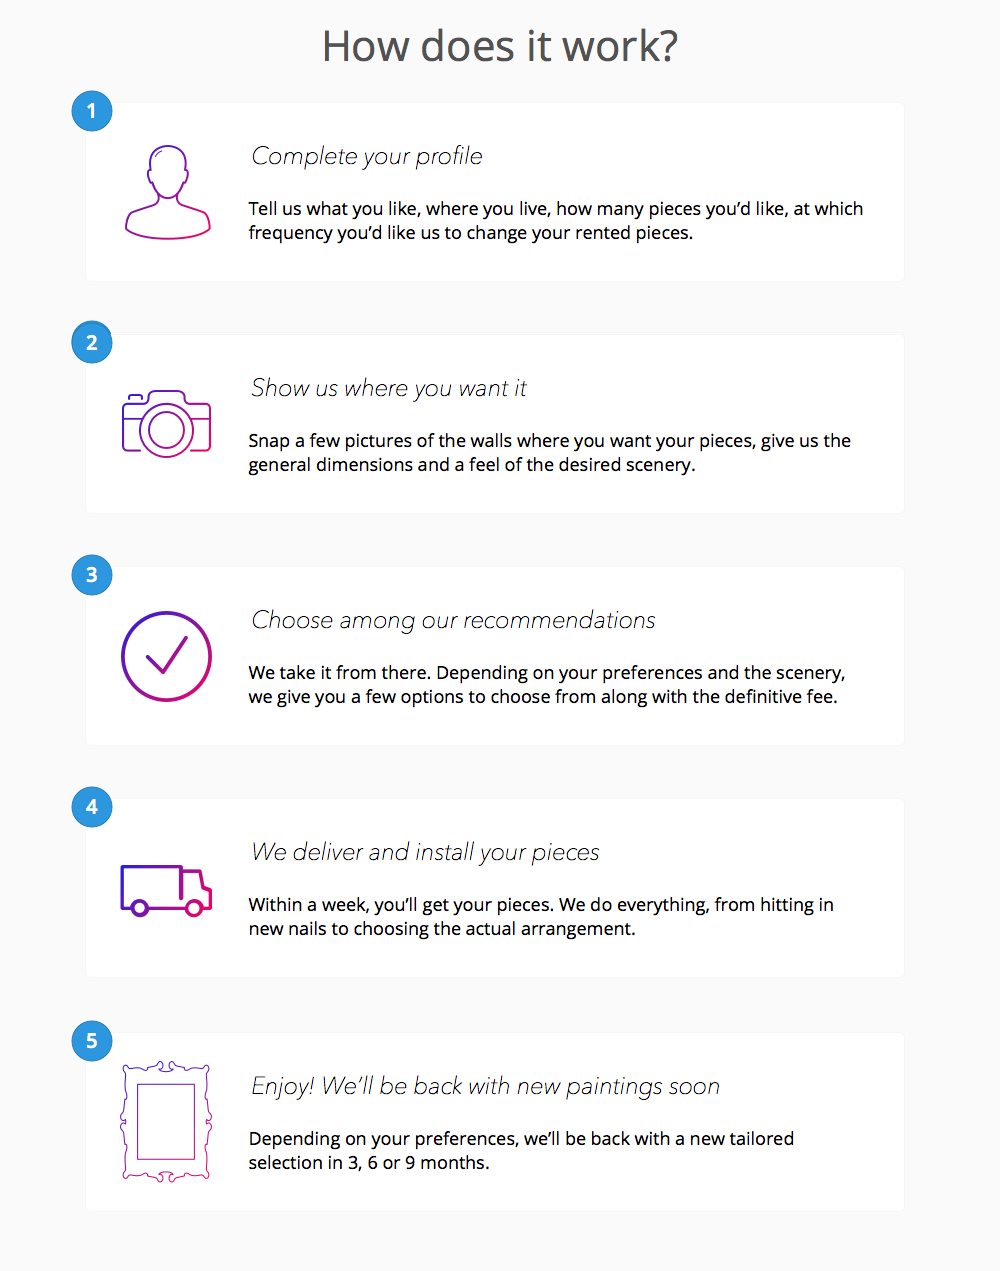 How does it work?
1
Complete your profile
Tell us what you like, where you live, how many pieces you’d like, at which
frequency you’d like us to change your rented pieces.
2
Show us where you want it
Snap a few pictures of the walls where you want your pieces, give us the
general dimensions and a feel of the desired scenery.
3
Choose among our recommendations
We take it from there. Depending on your preferences and the scenery,
we give you a few options to choose from along with the definitive fee.
4
We deliver and install your pieces
Within a week, you’ll get your pieces. We do everything, from hitting in
new nails to choosing the actual arrangement.
5
Enjoy! We’ll be back with new paintings soon
Depending on your preferences, we’ll be back with a new tailored
selection in 3, 6 or 9 months.